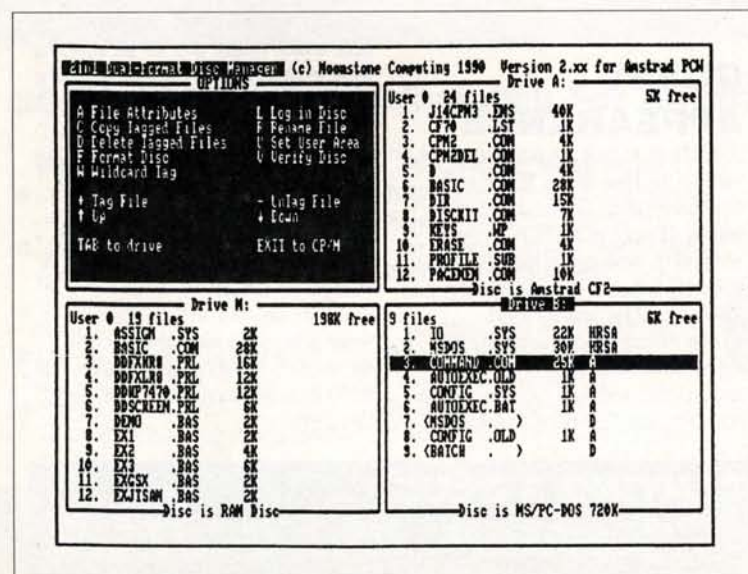 2in1 Dual-Format Disc Manager (c) Moonstone Computing 1990 Version 2.xx for Amstrad PCW
OPTIONS
A File Attributes L Log in Disc
C Copy Tagged Files R Rename File
D Delete Tagged Files U Set User Area
F Format Disc V Verify Disc
W Wildcard Tag
+ Tag File - UnTag File
↑ Up ↓ Down
TAB to drive EXIT to CP/M
Drive A:
User 0 24 files 5K free
1. J14CPM3 .EMS 40K
2. CF70 .LST 1K
3. CPM2 .COM 4K
4. CPM2DEL .COM 1K
5. D .COM 4K
6. BASIC .COM 28K
7. DIR .COM 15K
8. DISCKIT .COM 7K
9. KEYS .WP 1K
10. ERASE .COM 4K
11. PROFILE .SUB 1K
12. PAGEMEM .COM 10K
Disc is Amstrad CF2
Drive M:
User 0 19 files 198K free
1. ASSIGN .SYS 2K
2. BASIC .COM 28K
3. DDFXHR8 .PRL 16K
4. DDFXLR8 .PRL 12K
5. DDHP7470.PRL 12K
6. DDSCREEN.PRL 6K
7. DEMO .BAS 2K
8. EX1 .BAS 2K
9. EX2 .BAS 4K
10. EX3 .BAS 6K
11. EXGSX .BAS 2K
12. EXJTSAM .BAS 2K
Disc is RAM Disc
Drive B:
9 files 6K free
1. IO .SYS 22K HRSA
2. MSDOS .SYS 30K HRSA
3. COMMAND .COM 25K A
4. AUTOEXEC.OLD 1K A
5. CONFIG .SYS 1K A
6. AUTOEXEC.BAT 1K A
7. <MSDOS . > D
8. CONFIG .OLD 1K A
9. <BATCH . > D
Disc is MS/PC-DOS 720K